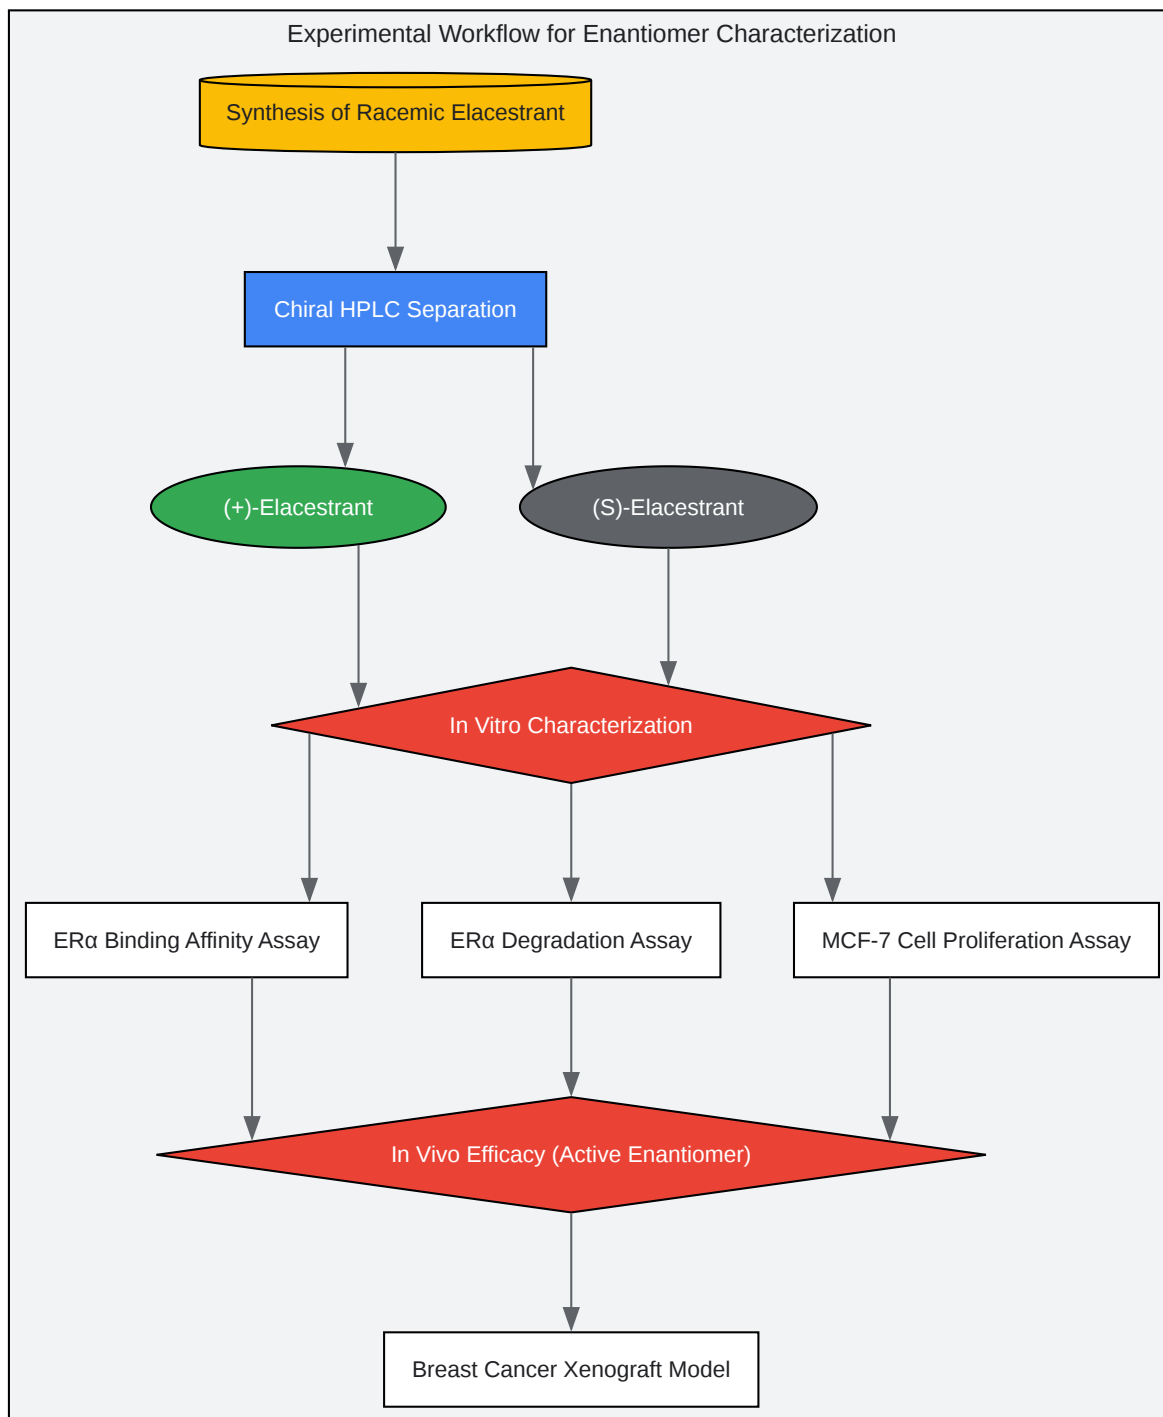 Experimental Workflow for Enantiomer Characterization
Synthesis of Racemic Elacestrant
Chiral HPLC Separation
(+)-Elacestrant
(S)-Elacestrant
In Vitro Characterization
ERα Binding Affinity Assay
ERα Degradation Assay
MCF-7 Cell Proliferation Assay
In Vivo Efficacy (Active Enantiomer)
Breast Cancer Xenograft Model